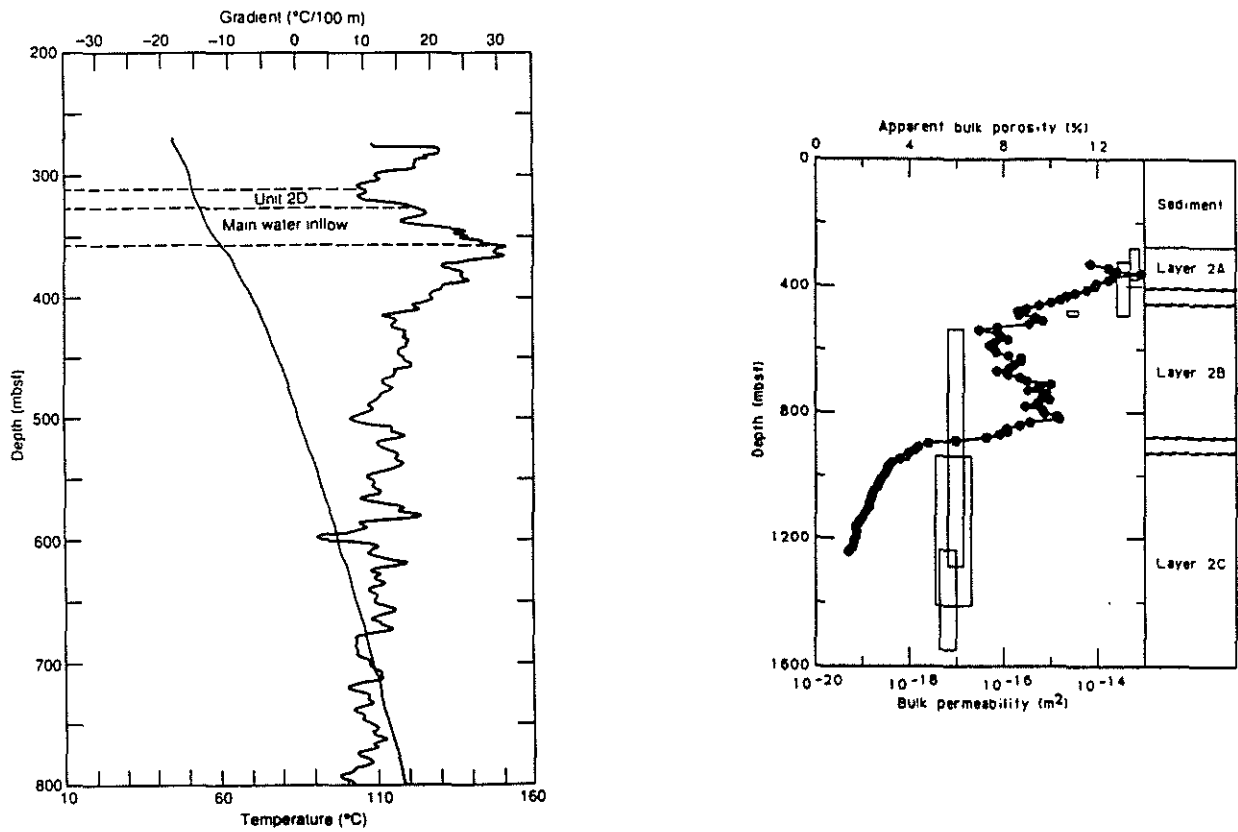 Gradient (°C/100 m)
-30 -20 -10 0 10 20 30
200
300
400
500
600
700
800
Depth (mbsf)
Unit 2D
Main water inflow
10 60 110 160
Temperature (°C)
Apparent bulk porosity (%)
0 4 8 12
0
400
800
1200
1600
Depth (mbsf)
Sediment
Layer 2A
Layer 2B
Layer 2C
10-20 10-18 10-16 10-14
Bulk permeability (m2)